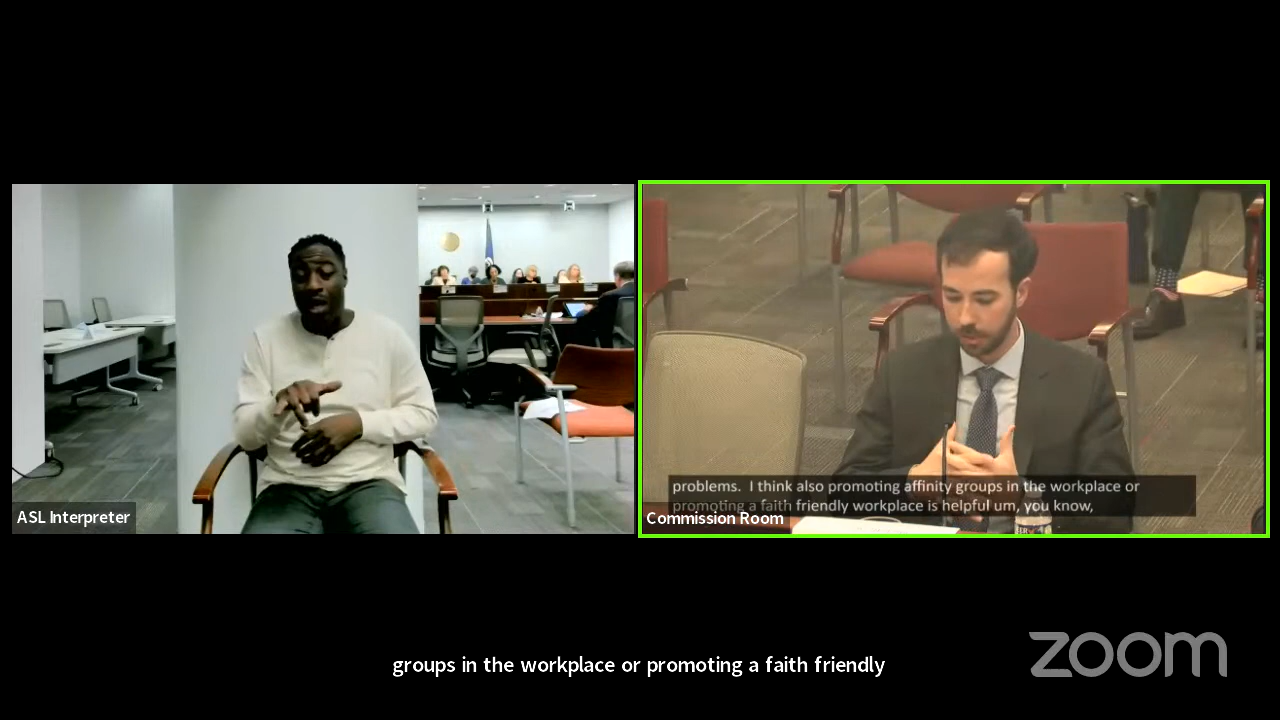 problems.  I think also promoting affinity groups in the workplace or
promoting a faith friendly workplace is helpful um, you know,
ASL Interpreter
Commission Room
groups in the workplace or promoting a faith friendly
zoom